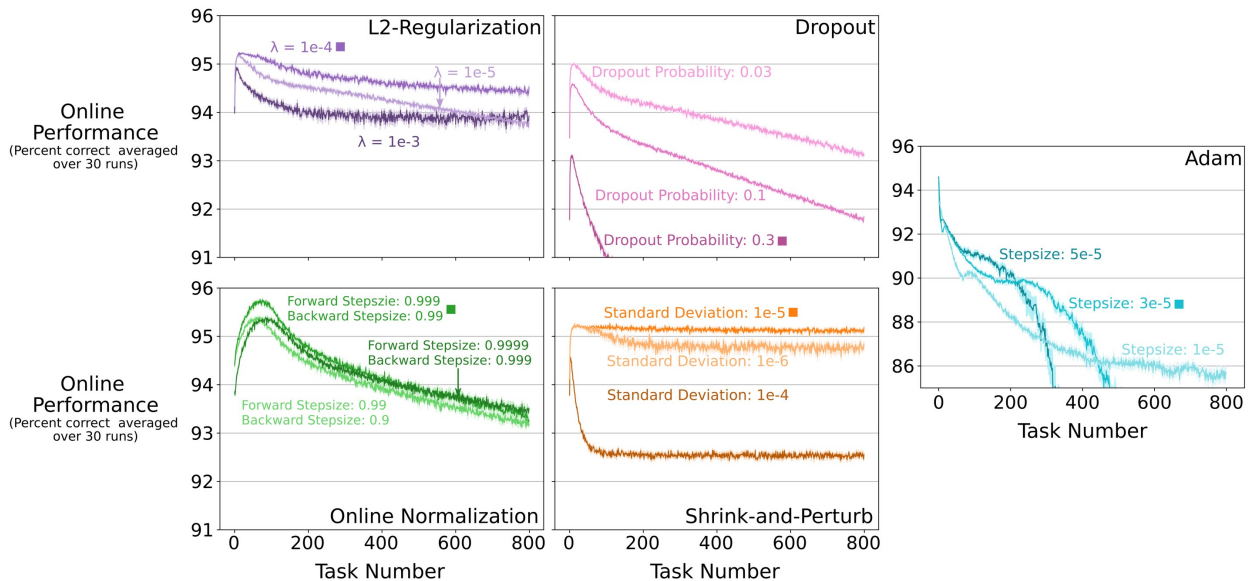 L2-Regularization
96
95
94
93
92
91
λ = 1e-4
λ = 1e-5
λ = 1e-3
Online
Performance
(Percent correct averaged
over 30 runs)
Dropout
Dropout Probability: 0.03
Dropout Probability: 0.1
Dropout Probability: 0.3
Adam
96
94
92
90
88
86
Stepsize: 5e-5
Stepsize: 3e-5
Stepsize: 1e-5
0
200
400
600
800
Task Number
96
95
94
93
92
91
Forward Stepszie: 0.999
Backward Stepsize: 0.99
Forward Stepsize: 0.9999
Backward Stepsize: 0.999
Forward Stepsize: 0.99
Backward Stepsize: 0.9
Online
Performance
(Percent correct averaged
over 30 runs)
Online Normalization
0
200
400
600
800
Task Number
Standard Deviation: 1e-5
Standard Deviation: 1e-6
Standard Deviation: 1e-4
Shrink-and-Perturb
0
200
400
600
800
Task Number